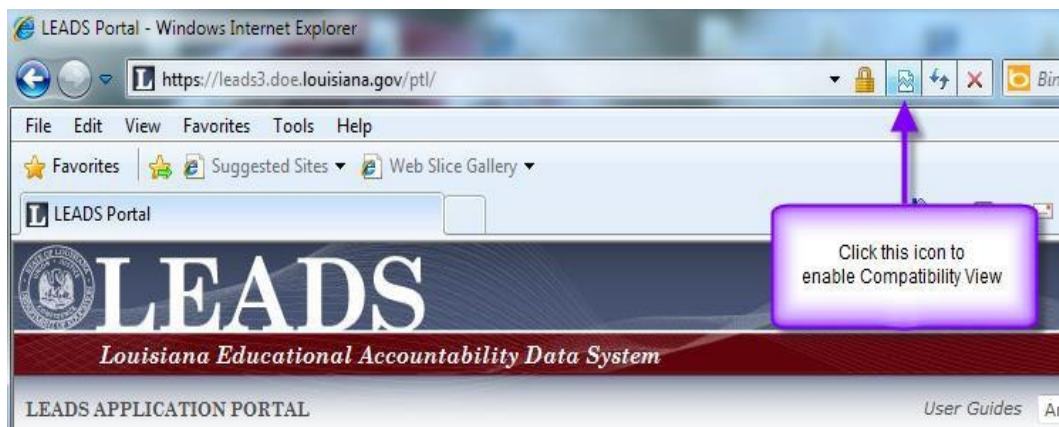 LEADS Portal - Windows Internet Explorer
https://leads3.doe.louisiana.gov/ptl/
File Edit View Favorites Tools Help
Favorites Suggested Sites Web Slice Gallery
LEADS Portal
Click this icon to
enable Compatibility View
LEADS
Louisiana Educational Accountability Data System
LEADS APPLICATION PORTAL User Guides